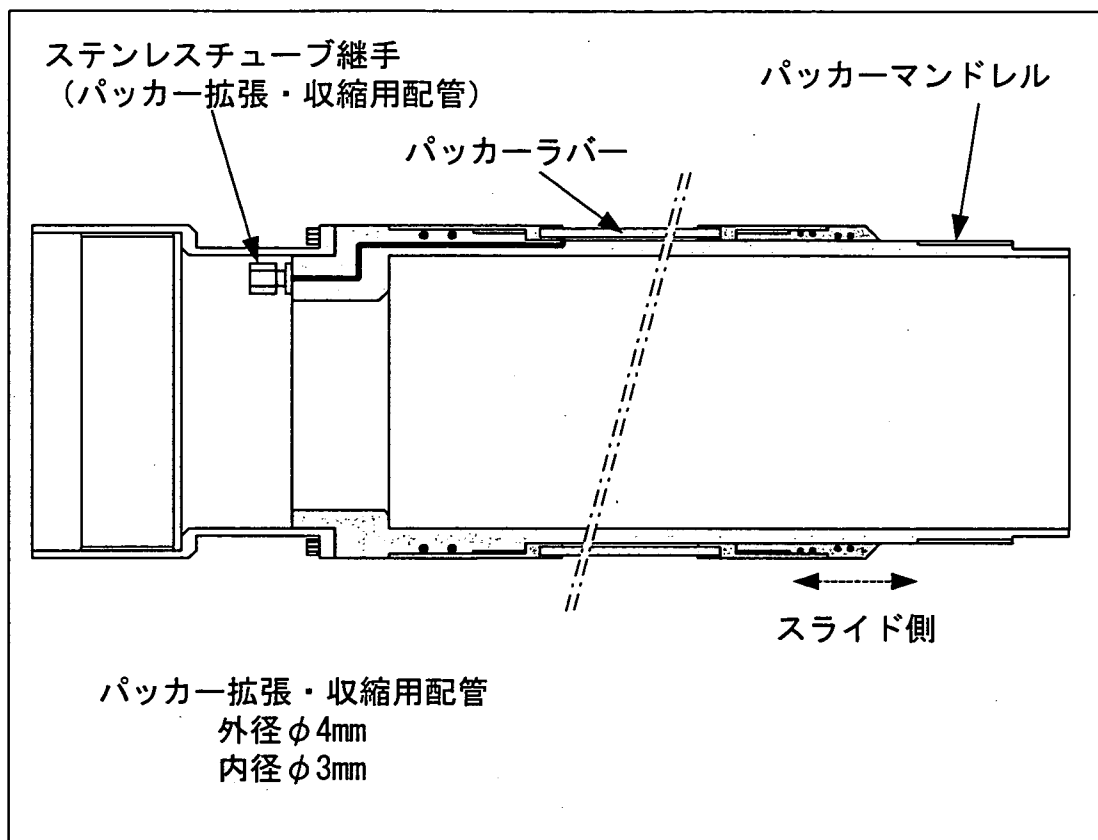 ステンレスチューブ継手
（パッカー拡張・収縮用配管）
パッカーマンドレル
パッカーラバー
スライド側
パッカー拡張・収縮用配管
外径φ4mm
内径φ3mm